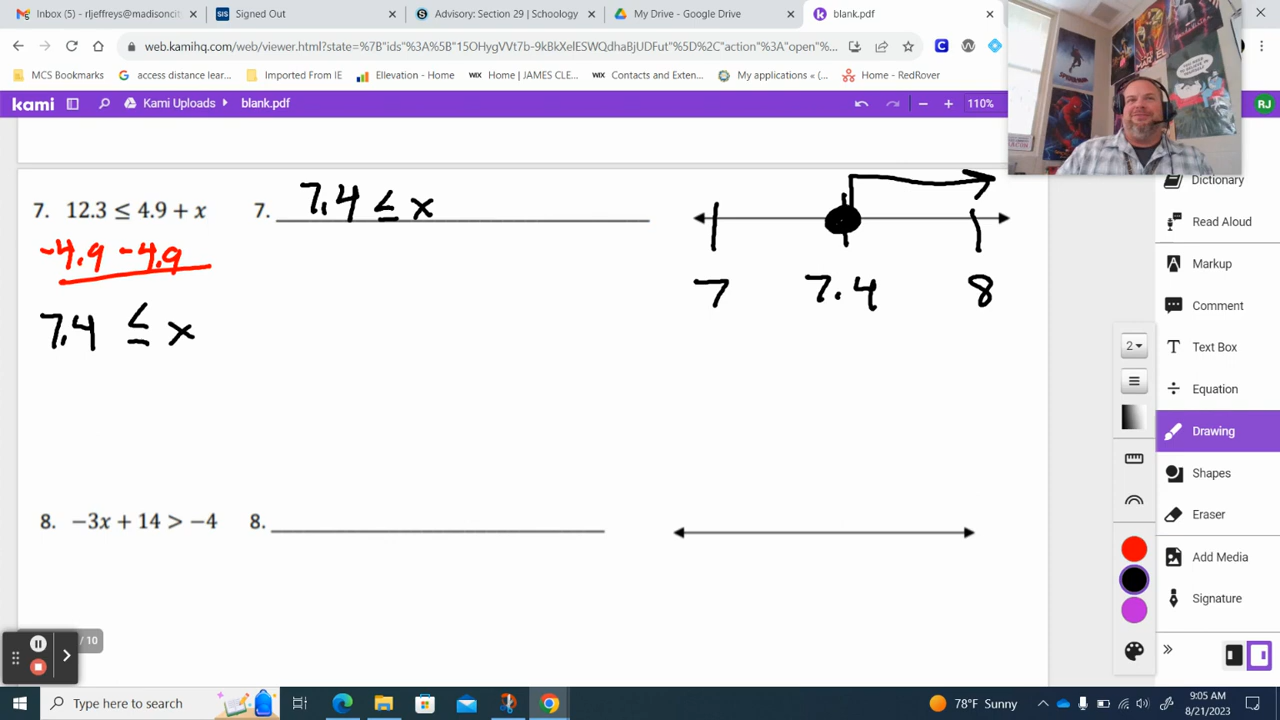 Inbox (5) - rljeffreys@madisoncit
Signed Out
Advisory: Section 29 | Schoology
My Drive - Google Drive
blank.pdf
web.kamihq.com/web/viewer.html?state=%7B"ids"%3A%5B"15OHygVVt7b-9kBkXelESWQdhaBjUDFut"%5D%2C"action"%3A"open"...
MCS Bookmarks
access distance lear...
Imported From IE
Elevation - Home
WIX Home | JAMES CLE...
WIX Contacts and Exten...
My applications
Home - RedRover
kami
Kami Uploads
blank.pdf
110%
RJ
Dictionary
Read Aloud
Markup
Comment
Text Box
Equation
Drawing
Shapes
Eraser
Add Media
Signature
2
7. 12.3 ≤ 4.9 + x 7. 7.4 ≤ x
-4.9 -4.9
7.4 ≤ x
7 7.4 8
8. −3x + 14 > −4 8.
/ 10
Type here to search
78°F Sunny
9:05 AM
8/21/2023